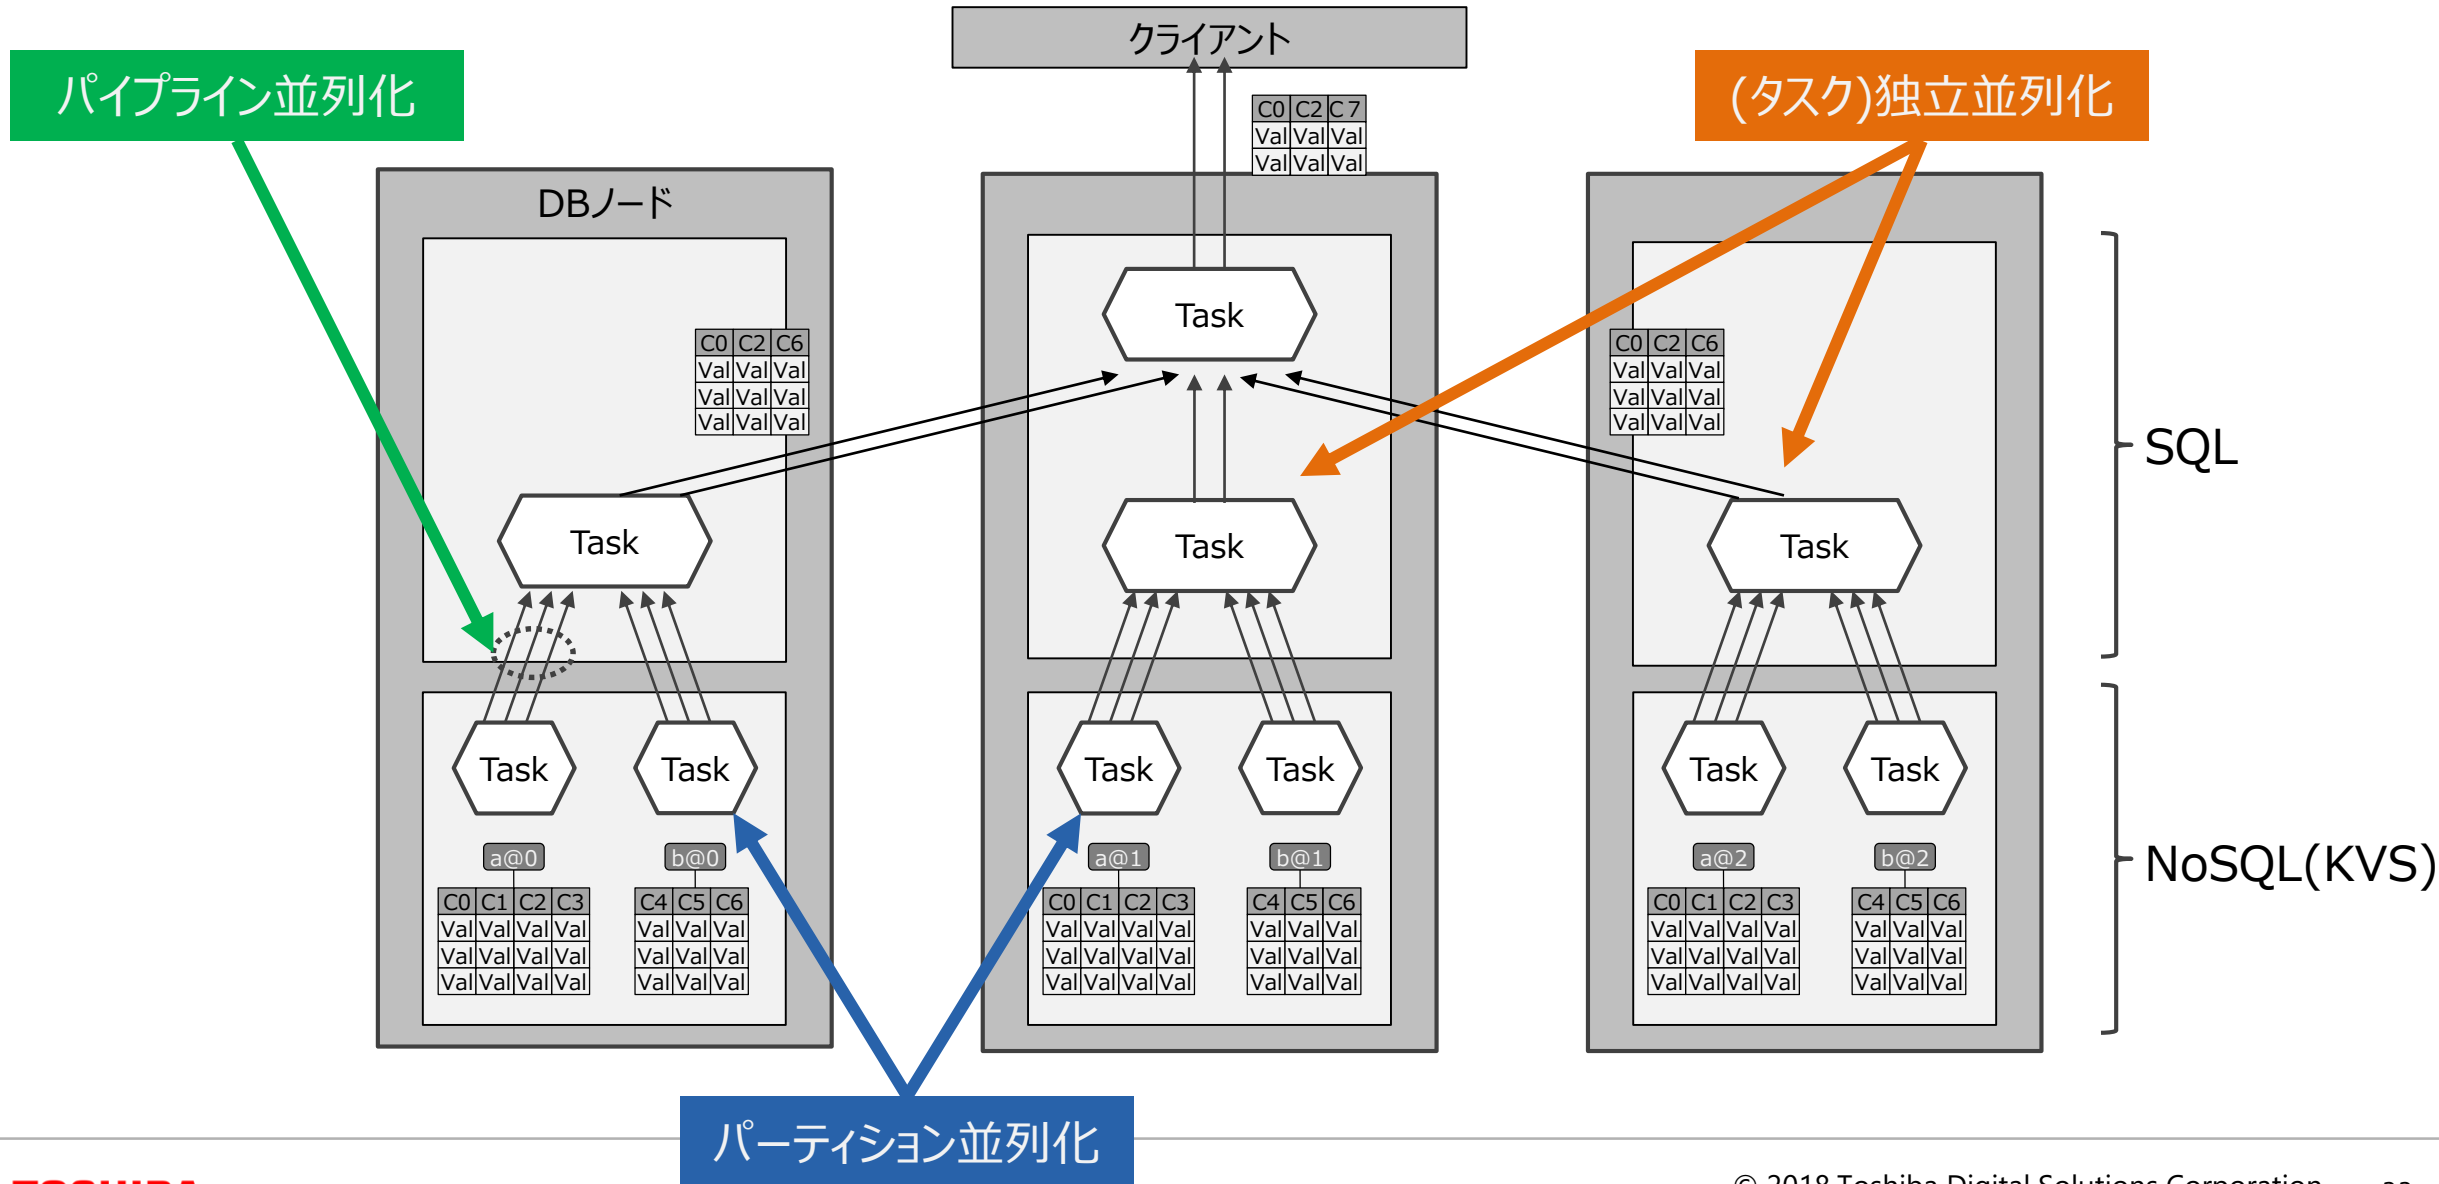 クライアント
パイプライン並列化
(タスク)独立並列化
C0 C2 C7
Val Val Val
Val Val Val
DBノード
Task
C0 C2 C6
Val Val Val
Val Val Val
Val Val Val
C0 C2 C6
Val Val Val
Val Val Val
Val Val Val
SQL
Task
Task
Task
Task
Task
Task
Task
Task
Task
NoSQL(KVS)
a@0
b@0
a@1
b@1
a@2
b@2
C0 C1 C2 C3
Val Val Val Val
Val Val Val Val
Val Val Val Val
C4 C5 C6
Val Val Val
Val Val Val
Val Val Val
C0 C1 C2 C3
Val Val Val Val
Val Val Val Val
Val Val Val Val
C4 C5 C6
Val Val Val
Val Val Val
Val Val Val
C0 C1 C2 C3
Val Val Val Val
Val Val Val Val
Val Val Val Val
C4 C5 C6
Val Val Val
Val Val Val
Val Val Val
パーティション並列化
TOSHIBA
© 2018 Toshiba Digital Solutions Corporation